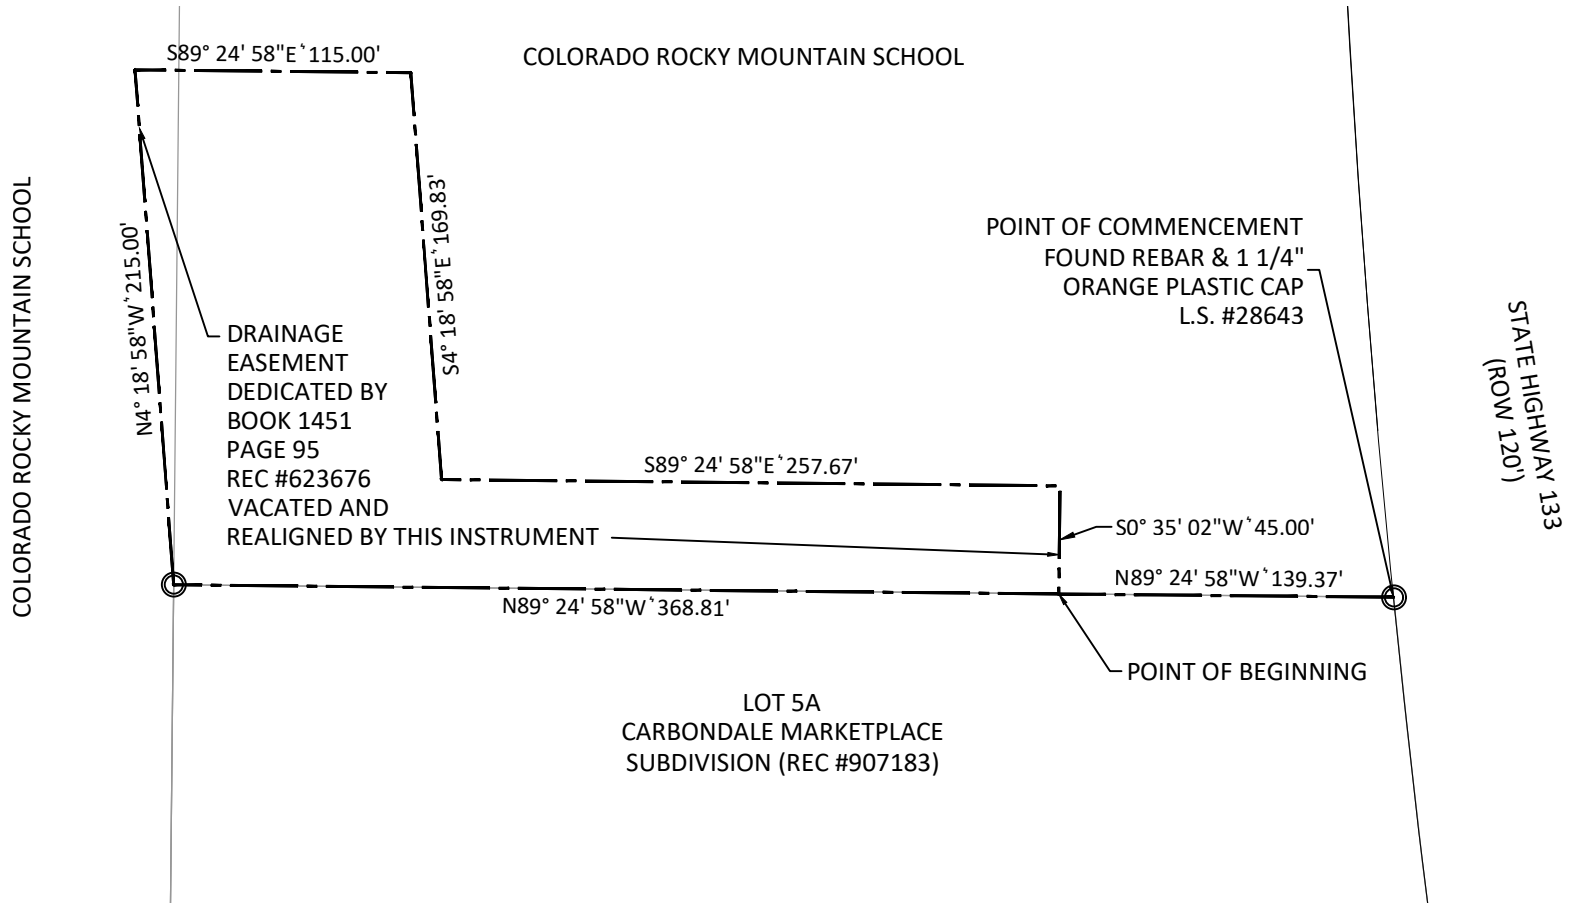 S89° 24' 58"E 115.00'
COLORADO ROCKY MOUNTAIN SCHOOL
COLORADO ROCKY MOUNTAIN SCHOOL
N4° 18' 58"W 215.00'
S4° 18' 58"E 169.83'
POINT OF COMMENCEMENT
FOUND REBAR & 1 1/4"
ORANGE PLASTIC CAP
L.S. #28643
STATE HIGHWAY 133
(ROW 120')
DRAINAGE
EASEMENT
DEDICATED BY
BOOK 1451
PAGE 95
REC #623676
VACATED AND
REALIGNED BY THIS INSTRUMENT
S89° 24' 58"E 257.67'
S0° 35' 02"W 45.00'
N89° 24' 58"W 139.37'
N89° 24' 58"W 368.81'
POINT OF BEGINNING
LOT 5A
CARBONDALE MARKETPLACE
SUBDIVISION (REC #907183)